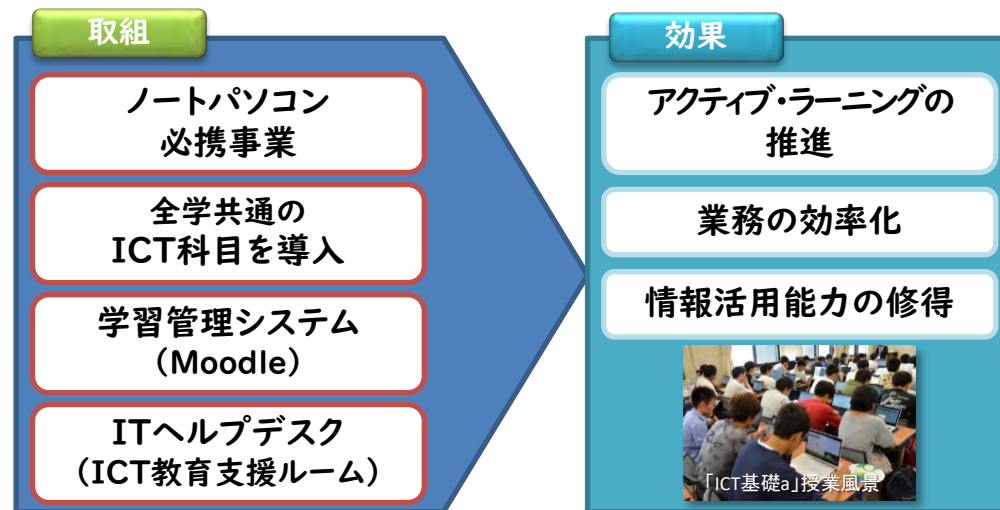 取組
ノートパソコン
必携事業
全学共通の
ICT科目を導入
学習管理システム
(Moodle)
ITヘルプデスク
(ICT教育支援ルーム)
効果
アクティブ・ラーニングの
推進
業務の効率化
情報活用能力の修得
「ICT基礎a」授業風景